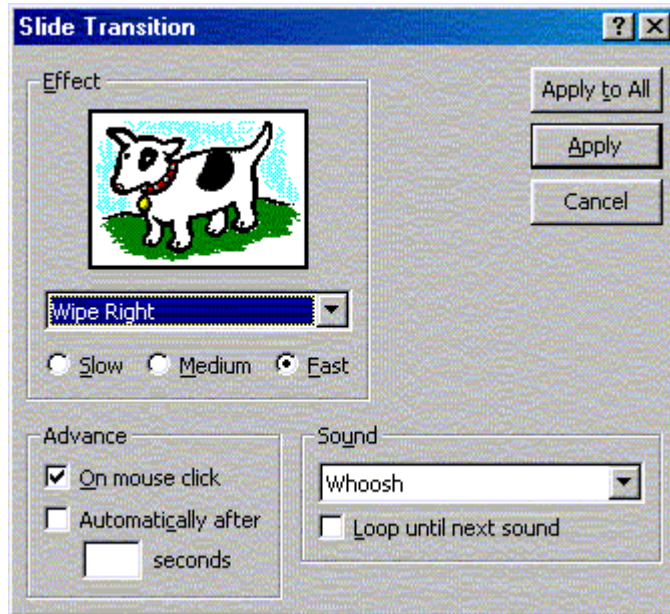 Slide Transition
Effect
Apply to All
Apply
Cancel
Wipe Right
Slow Medium Fast
Advance
On mouse click
Automatically after
seconds
Sound
Whoosh
Loop until next sound